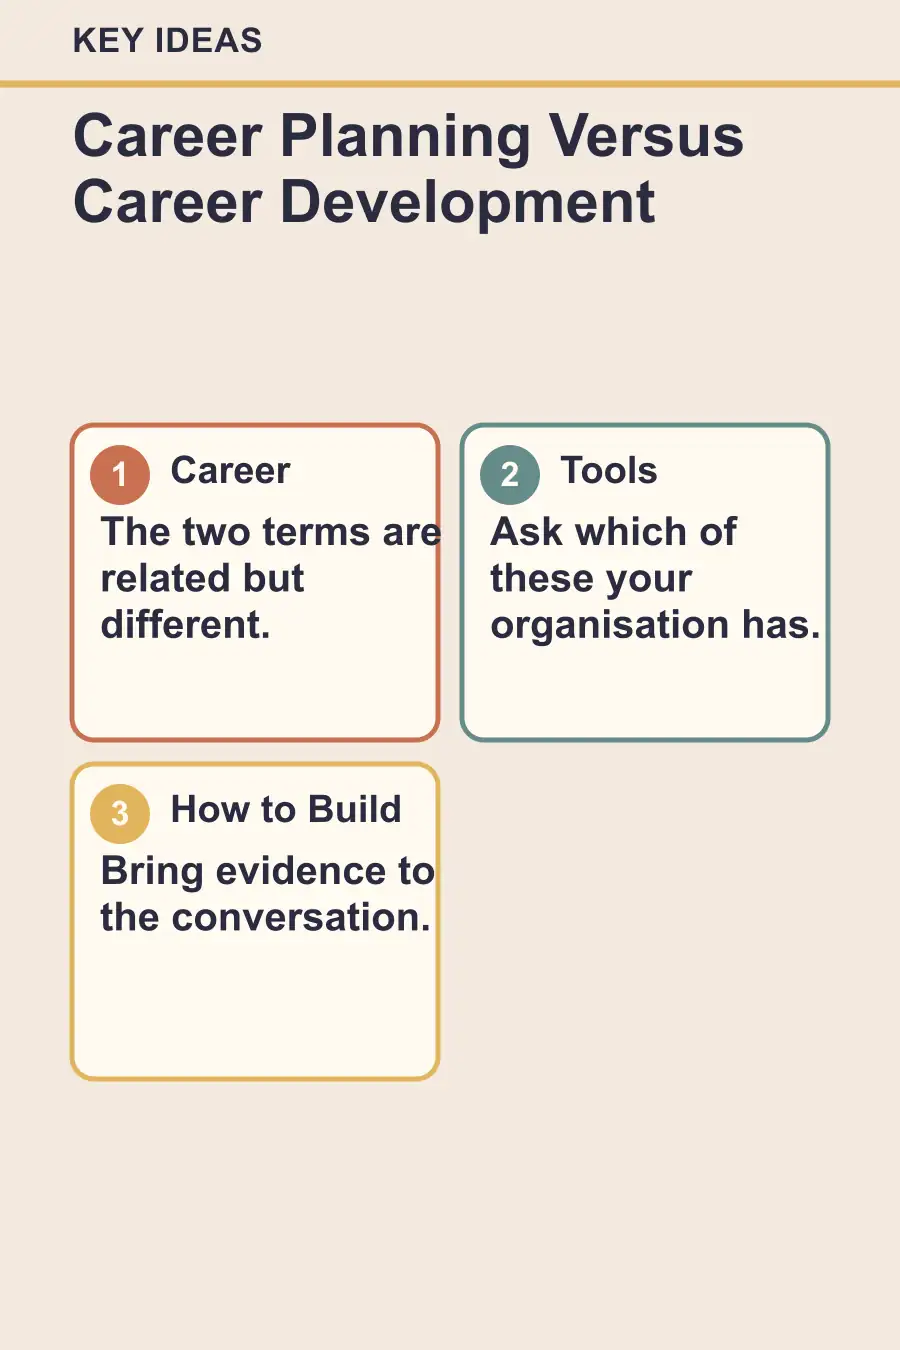 KEY IDEAS
Career Planning Versus
Career Development
1 Career
The two terms are
related but
different.
2 Tools
Ask which of
these your
organisation has.
3 How to Build
Bring evidence to
the conversation.